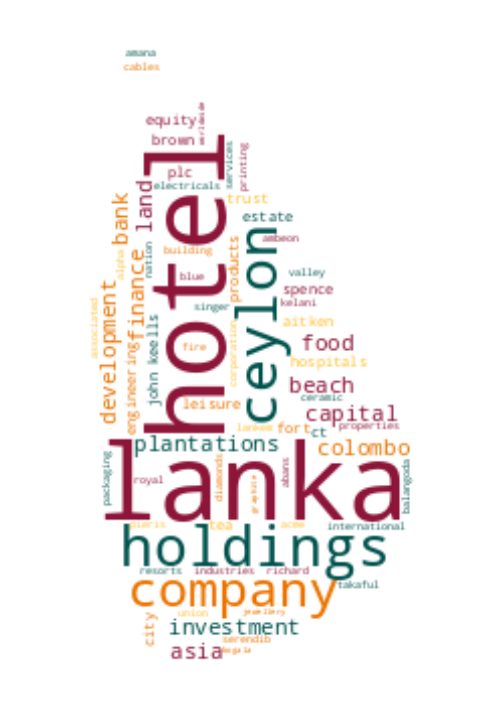 amana
cables
worldwide
equity
brown
services
printing
plc
electricals
land
trust
bank
estate
hotel
ceylon
ambeon
nation
alpha
building
products
finance
valley
blue
spence
kelani
development
associated
singer
aitken
john keells
engineering
fire
corporation
food
hospitals
beach
ceramic
leisure
capital
properties
lankem
fort
ct
plantations
colombo
lanka
packaging
royal
diamonds
graphite
abans
balangoda
pieris
tea
acme
international
holdings
resorts
industries
richard
company
takaful
union
jewellery
city
investment
serendib
asia
bogala